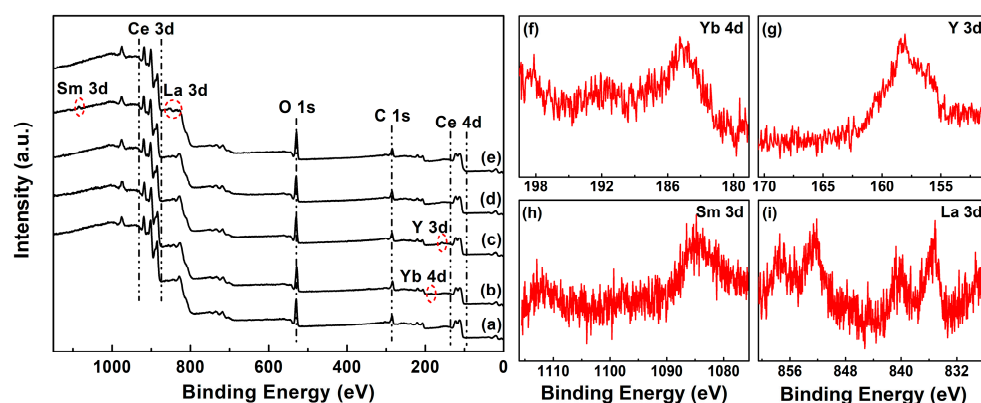 Ce 3d
Sm 3d
La 3d
O 1s
C 1s
Ce 4d
(e)
(d)
Y 3d
(c)
Yb 4d
(b)
(a)
Intensity (a.u.)
1000 800 600 400 200 0
Binding Energy (eV)
(f) Yb 4d
198 192 186 180
(g) Y 3d
170 165 160 155
(h) Sm 3d
1110 1100 1090 1080
Binding Energy (eV)
(i) La 3d
856 848 840 832
Binding Energy (eV)